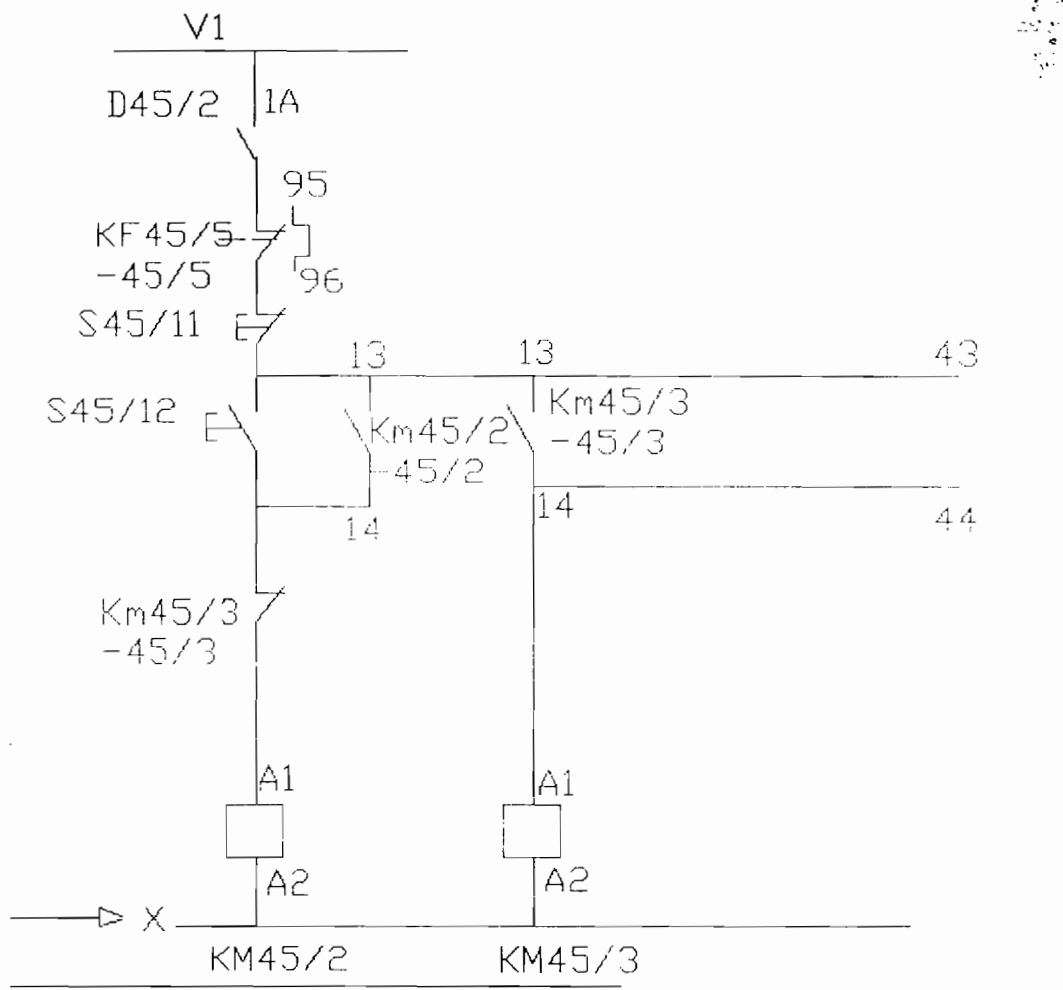 V1
D45/2 1A
95
KF45/5
-45/5
96
S45/11
13 13 43
S45/12
Km45/3
-45/3
Km45/2
-45/2
14 14 44
Km45/3
-45/3
A1 A1
A2 A2
X
KM45/2 KM45/3